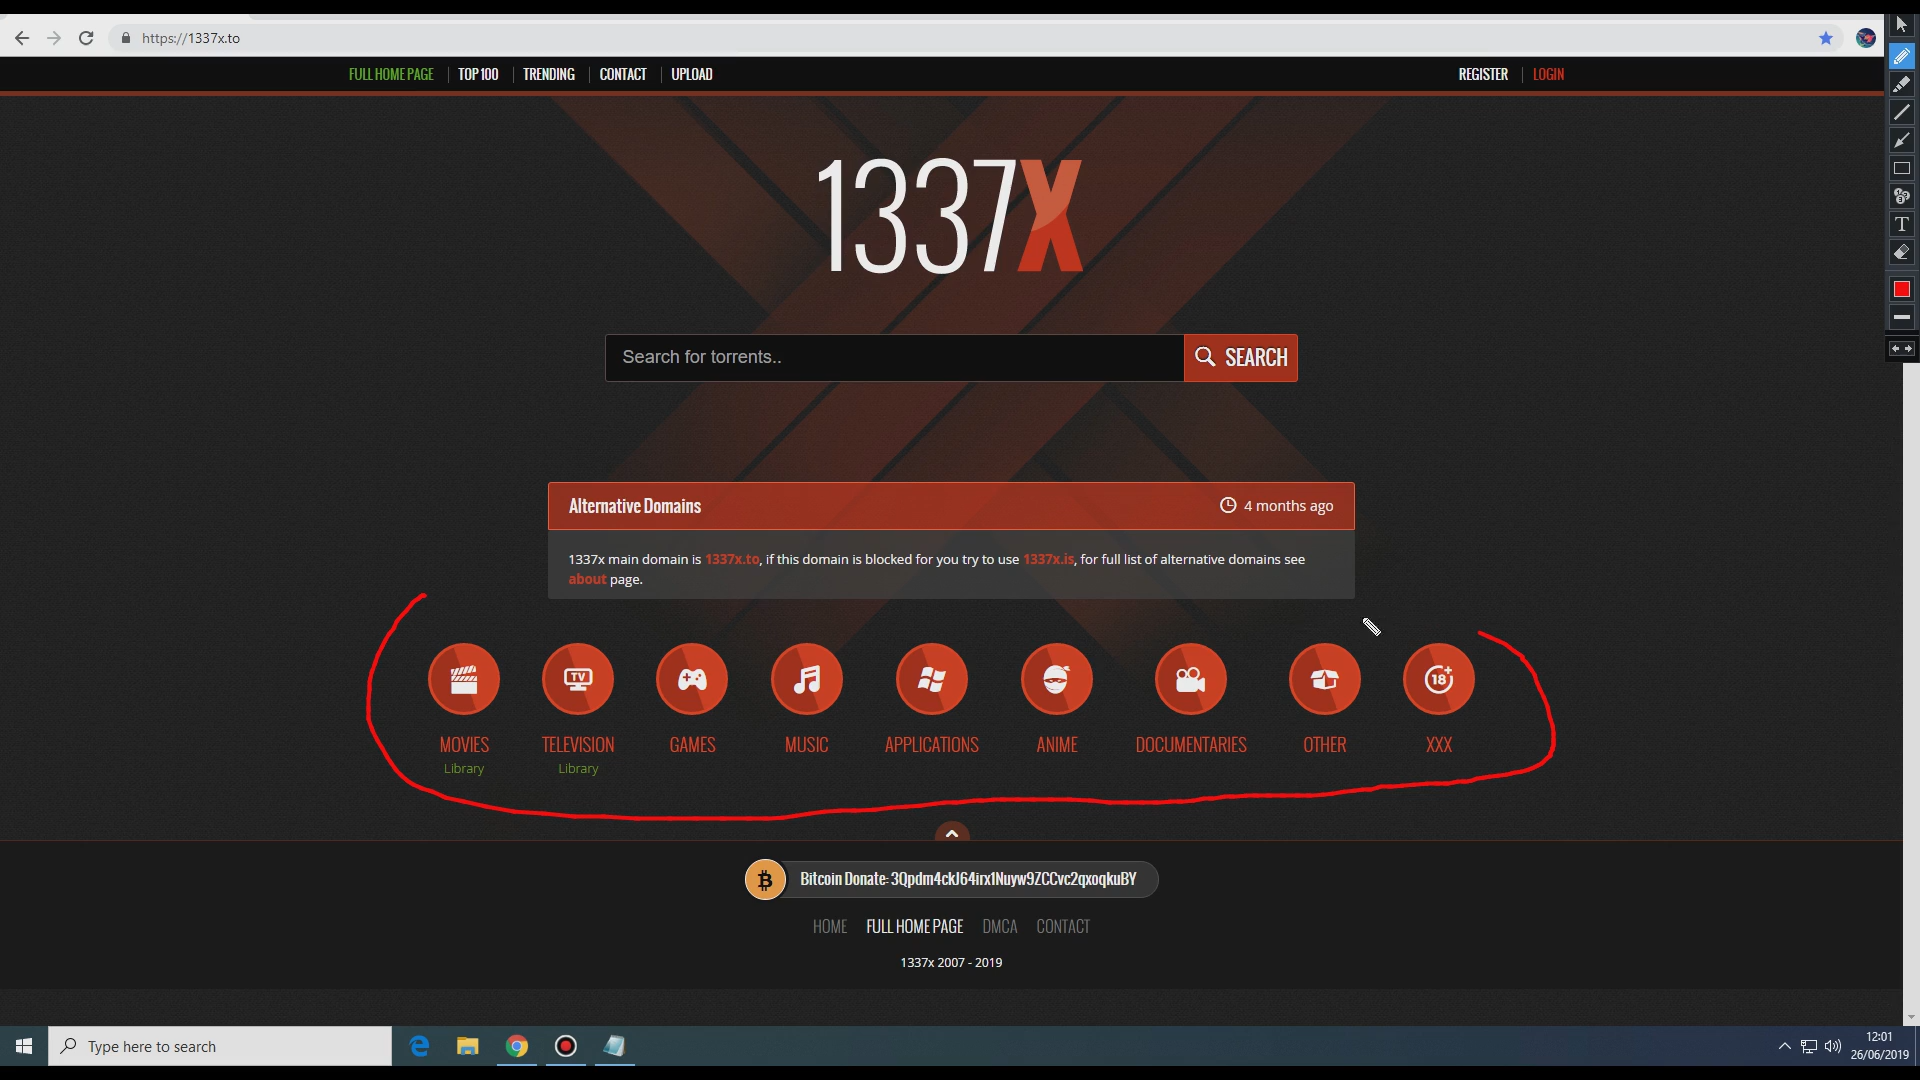 https://1337x.to
FULL HOME PAGE TOP 100 TRENDING CONTACT UPLOAD REGISTER LOGIN
1337X
Search for torrents.. SEARCH
Alternative Domains 4 months ago
1337x main domain is 1337x.to, if this domain is blocked for you try to use 1337x.is, for full list of alternative domains see
about page.
TV 18+
MOVIES TELEVISION GAMES MUSIC APPLICATIONS ANIME DOCUMENTARIES OTHER XXX
Library Library
Bitcoin Donate: 3Qpdm4ckJ64irx1Nuyw9ZCCvc2qxoqkuBY
HOME FULL HOME PAGE DMCA CONTACT
1337x 2007 - 2019
Type here to search
12:01
26/06/2019
T